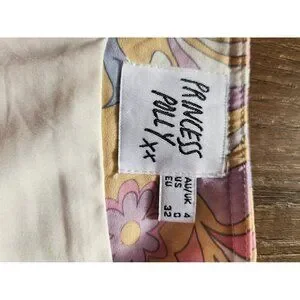 PRINCESS
POLLY xx
AU/UK 4
US 0
EU 32